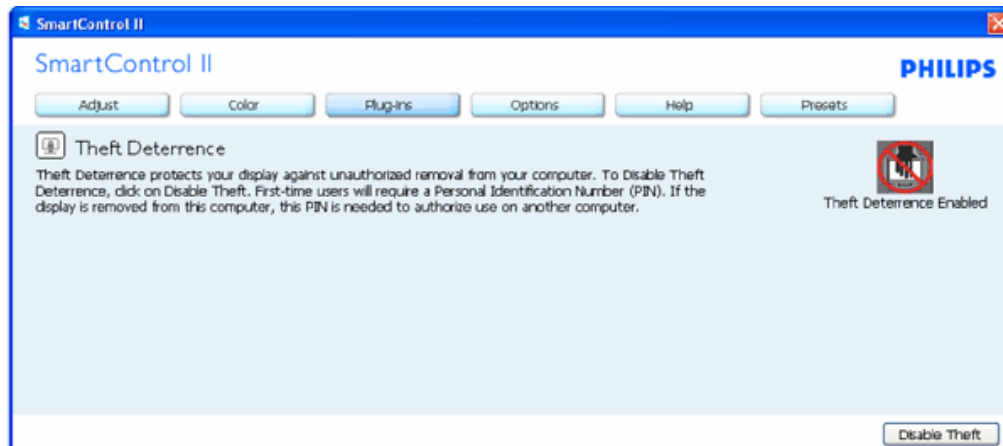 SmartControl II
SmartControl II
PHILIPS
Adjust
Color
Plug-Ins
Options
Help
Presets
Theft Deterrence
Theft Deterrence protects your display against unauthorized removal from your computer. To Disable Theft
Deterrence, click on Disable Theft. First-time users will require a Personal Identification Number (PIN). If the
display is removed from this computer, this PIN is needed to authorize use on another computer.
Theft Deterrence Enabled
Disable Theft